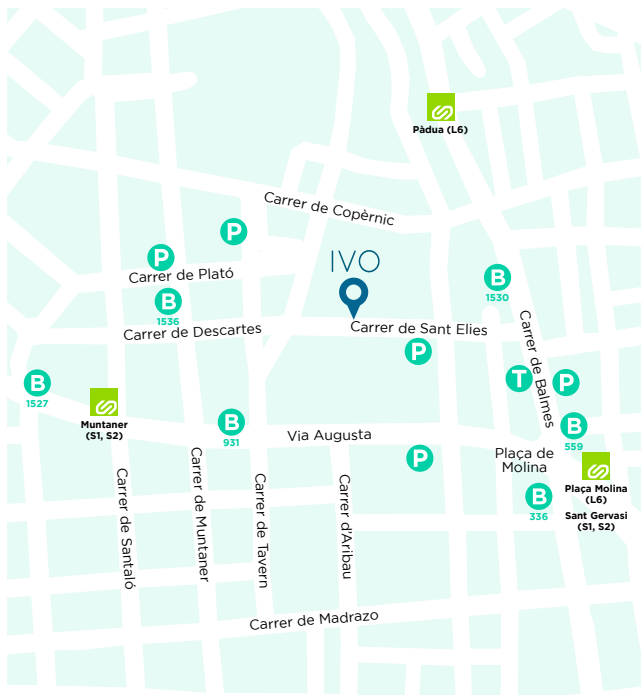 Pàdua (L6)
Carrer de Copèrnic
P
P
IVO
Carrer de Plató
B
1530
B
1536
Carrer de Descartes
Carrer de Sant Elies
Carrer de Balmes
P
T
P
B
1527
Muntaner
(S1, S2)
B
931
Via Augusta
B
559
P
Plaça de
Molina
Plaça Molina
(L6)
Sant Gervasi
(S1, S2)
B
336
Carrer de Santaló
Carrer de Muntaner
Carrer de Tavern
Carrer d'Aribau
Carrer de Madrazo